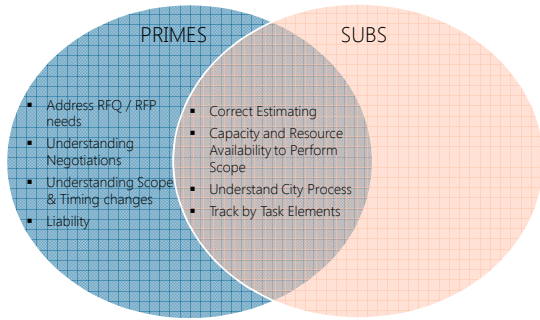 PRIMES
SUBS
▪ Address RFQ / RFP
needs
▪ Understanding
Negotiations
▪ Understanding Scope
& Timing changes
▪ Liability
▪ Correct Estimating
▪ Capacity and Resource
Availability to Perform
Scope
▪ Understand City Process
▪ Track by Task Elements